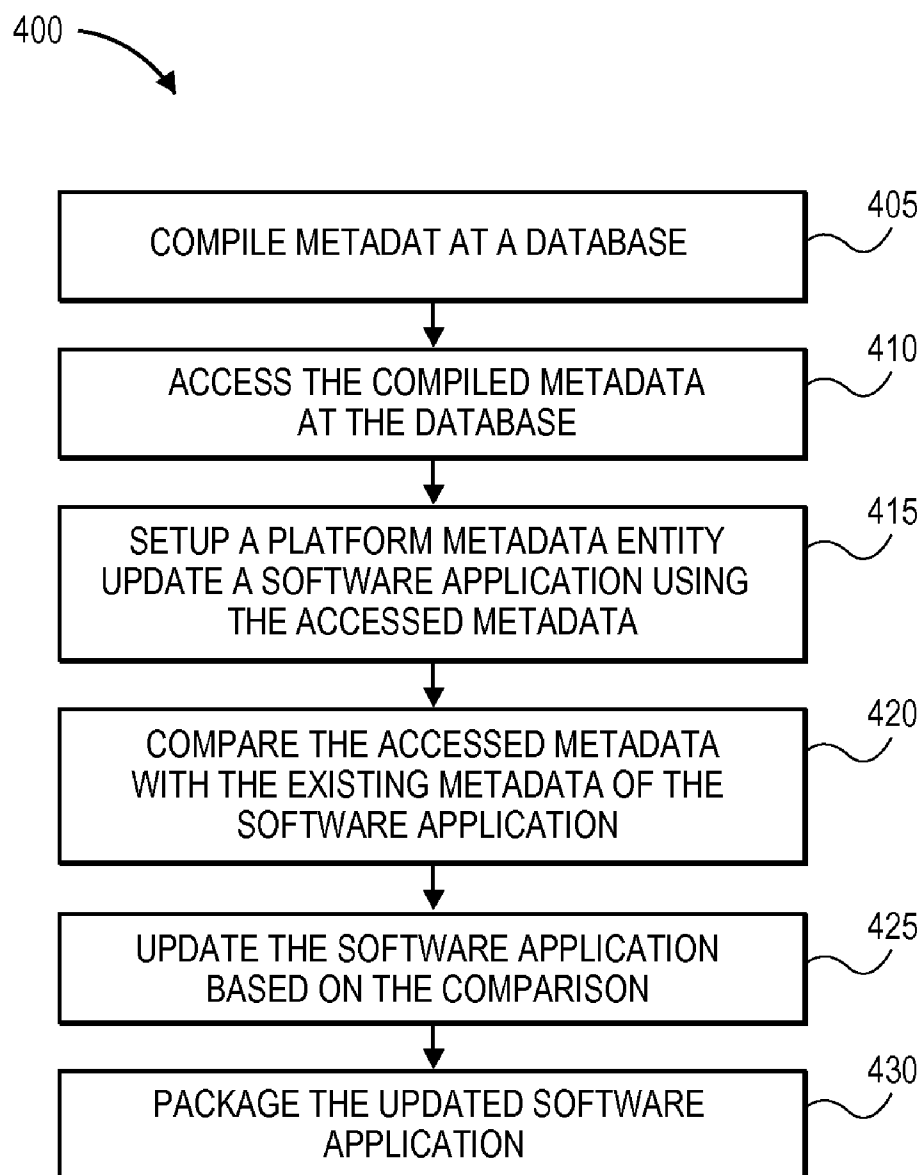 400
405
COMPILE METADAT AT A DATABASE
410
ACCESS THE COMPILED METADATA
AT THE DATABASE
415
SETUP A PLATFORM METADATA ENTITY
UPDATE A SOFTWARE APPLICATION USING
THE ACCESSED METADATA
420
COMPARE THE ACCESSED METADATA
WITH THE EXISTING METADATA OF THE
SOFTWARE APPLICATION
425
UPDATE THE SOFTWARE APPLICATION
BASED ON THE COMPARISON
430
PACKAGE THE UPDATED SOFTWARE
APPLICATION